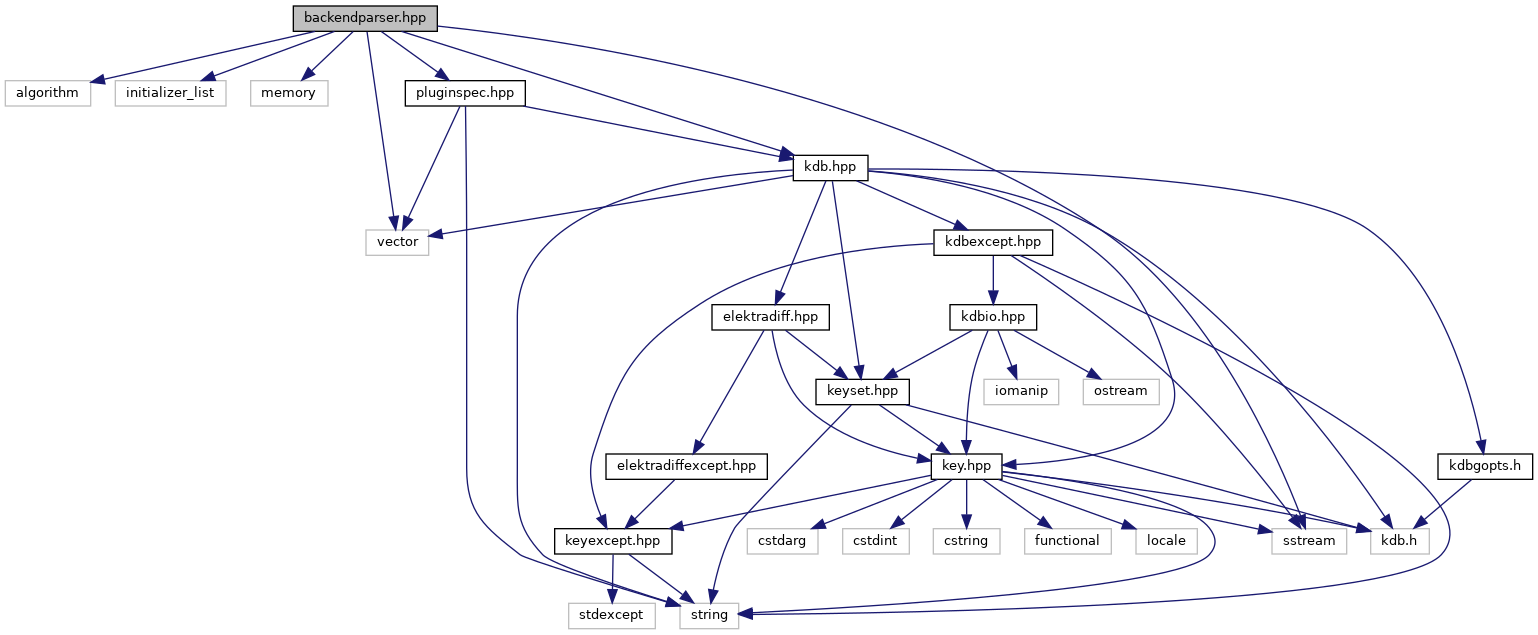 backendparser.hpp
algorithm
initializer_list
memory
pluginspec.hpp
kdb.hpp
vector
kdbexcept.hpp
elektradiff.hpp
kdbio.hpp
keyset.hpp
iomanip
ostream
elektradiffexcept.hpp
key.hpp
kdbgopts.h
keyexcept.hpp
cstdarg
cstdint
cstring
functional
locale
sstream
kdb.h
stdexcept
string